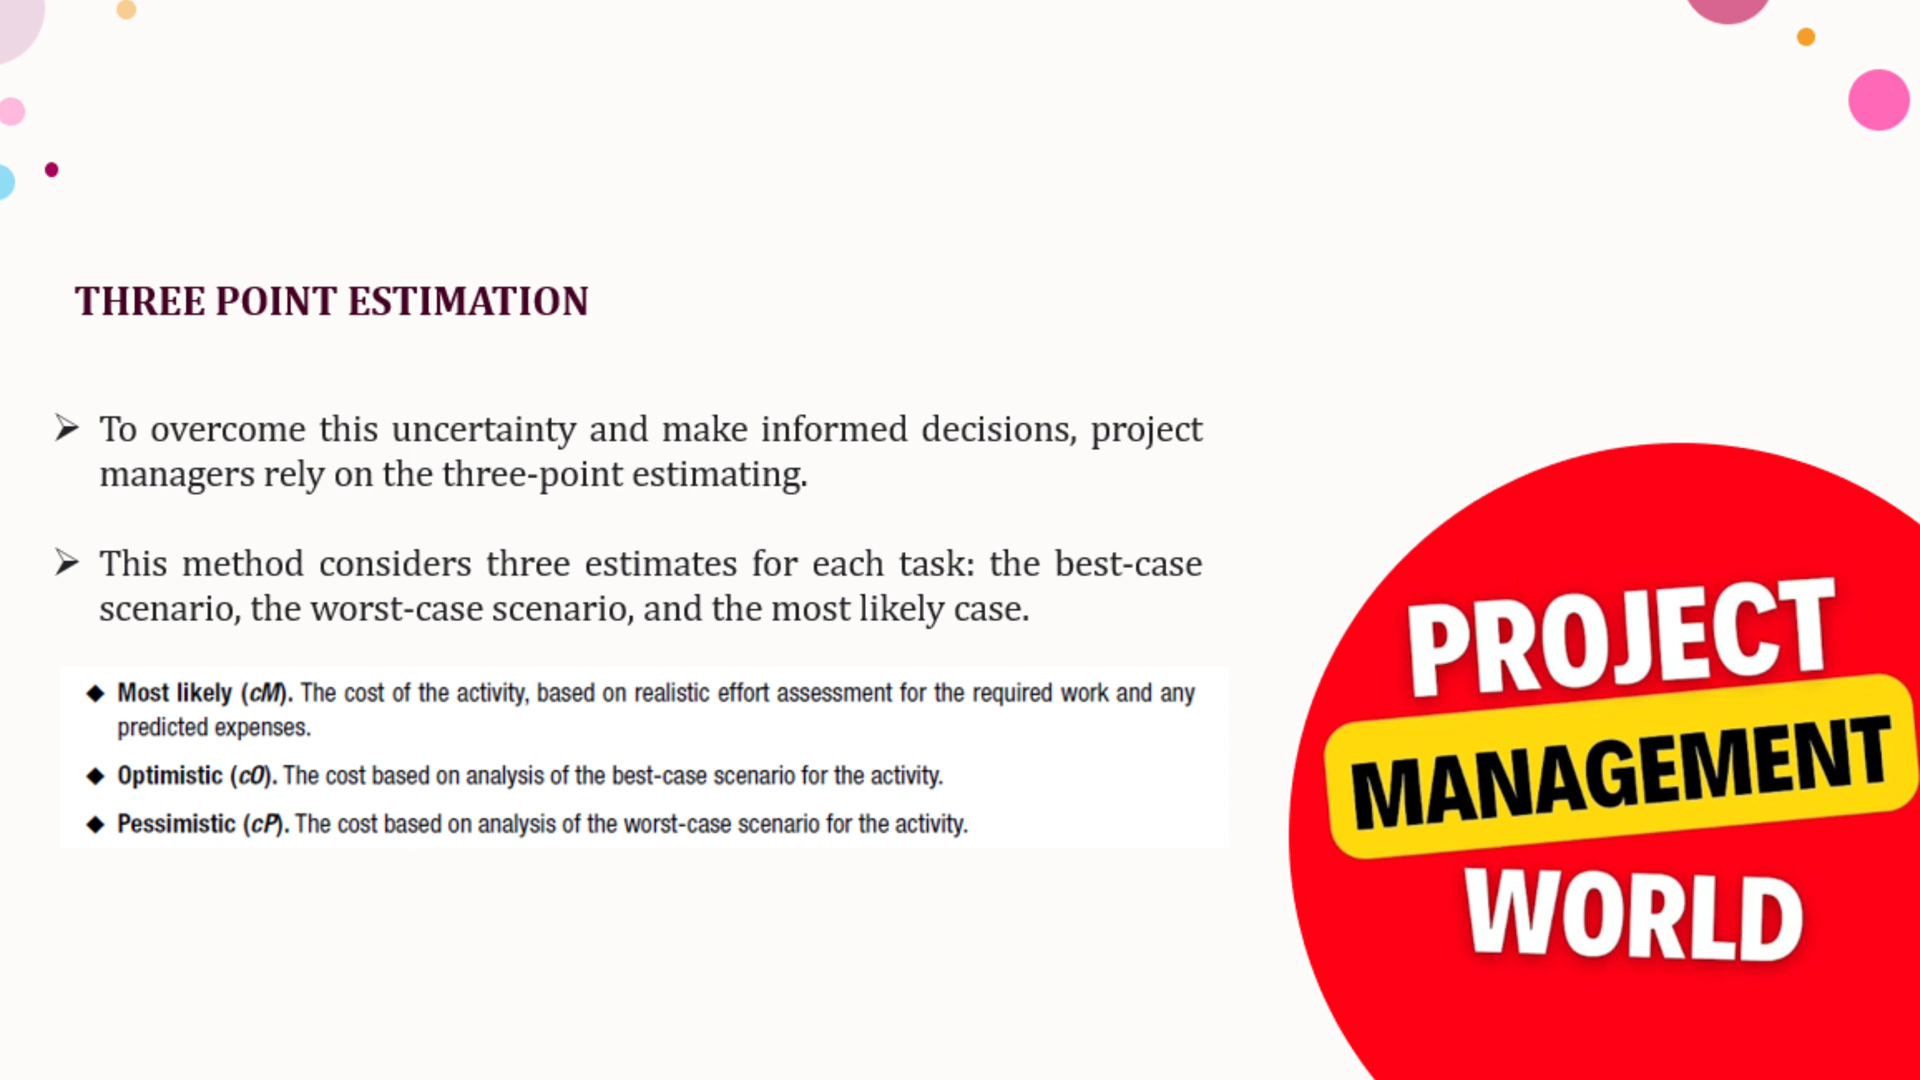 THREE POINT ESTIMATION
➢ To overcome this uncertainty and make informed decisions, project
managers rely on the three-point estimating.
➢ This method considers three estimates for each task: the best-case
scenario, the worst-case scenario, and the most likely case.
◆ Most likely (cM). The cost of the activity, based on realistic effort assessment for the required work and any
predicted expenses.
◆ Optimistic (cO). The cost based on analysis of the best-case scenario for the activity.
◆ Pessimistic (cP). The cost based on analysis of the worst-case scenario for the activity.
PROJECT
MANAGEMENT
WORLD